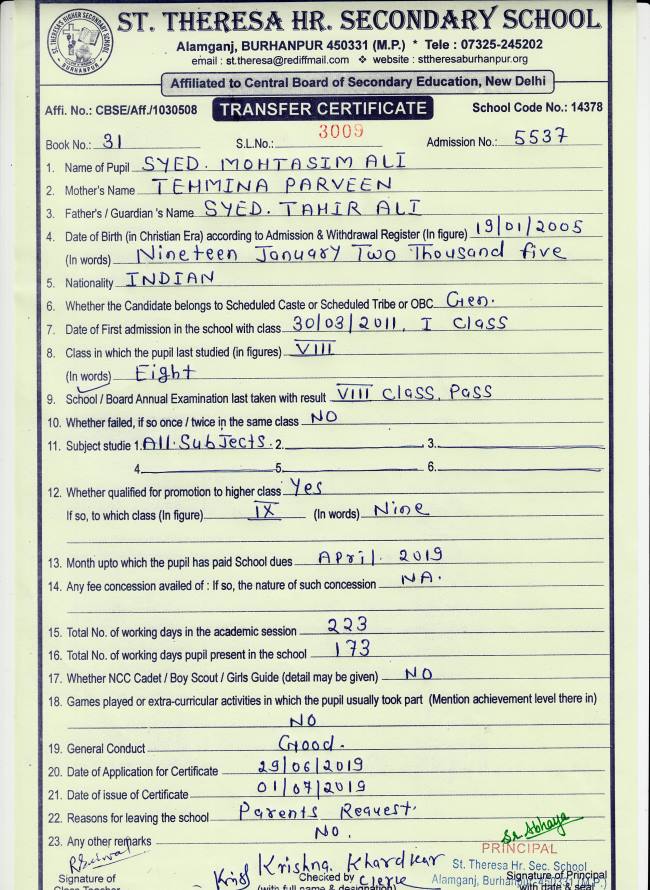 ST. THERESA HR. SECONDARY SCHOOL
Alamganj, BURHANPUR 450331 (M.P.) * Tele : 07325-245202
email : st.theresa@rediffmail.com ❖ website : sttheresaburhanpur.org
Affiliated to Central Board of Secondary Education, New Delhi
Affi. No.: CBSE/Aff./1030508 TRANSFER CERTIFICATE School Code No.: 14378
Book No.: 31 S.L.No.: 3009 Admission No.: 5537
1. Name of Pupil SYED. MOHTASIM ALI
2. Mother's Name TEHMINA PARVEEN
3. Father's / Guardian 's Name SYED. TAHIR ALI
4. Date of Birth (in Christian Era) according to Admission & Withdrawal Register (In figure) 19/01/2005
(In words) Nineteen January Two Thousand five
5. Nationality INDIAN
6. Whether the Candidate belongs to Scheduled Caste or Scheduled Tribe or OBC Gen.
7. Date of First admission in the school with class 30/03/2011, I Class
8. Class in which the pupil last studied (in figures) VIII
(In words) Eight
9. School / Board Annual Examination last taken with result VIII Class. Pass
10. Whether failed, if so once / twice in the same class NO
11. Subject studie 1. All Subjects. 2. 3.
4. 5. 6.
12. Whether qualified for promotion to higher class Yes
If so, to which class (In figure) IX (In words) Nine
13. Month upto which the pupil has paid School dues April. 2019
14. Any fee concession availed of : If so, the nature of such concession NA.
15. Total No. of working days in the academic session 223
16. Total No. of working days pupil present in the school 173
17. Whether NCC Cadet / Boy Scout / Girls Guide (detail may be given) NO
18. Games played or extra-curricular activities in which the pupil usually took part (Mention achievement level there in)
NO
19. General Conduct Good.
20. Date of Application for Certificate 29/06/2019
21. Date of issue of Certificate 01/07/2019
22. Reasons for leaving the school Parents Request.
23. Any other remarks NO.
Sr. Abhaya
PRINCIPAL
Krishna Khardkar St. Theresa Hr. Sec. School
Signature of Checked by Clerk Signature of Principal
Alamganj, Burhanpur-450331 (M.P.)
Class Teacher (with full name & designation) with date & seal